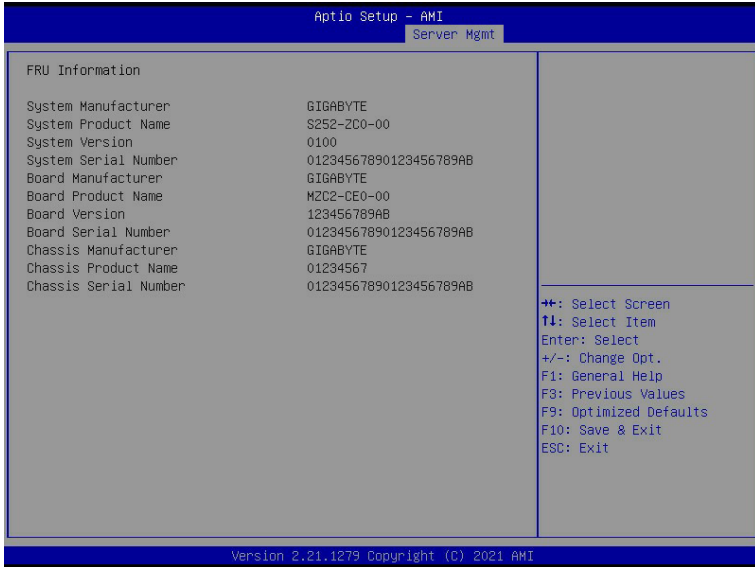 Aptio Setup – AMI
Server Mgmt
FRU Information
System Manufacturer GIGABYTE
System Product Name S252-ZC0-00
System Version 0100
System Serial Number 01234567890123456789AB
Board Manufacturer GIGABYTE
Board Product Name MZC2-CE0-00
Board Version 123456789AB
Board Serial Number 01234567890123456789AB
Chassis Manufacturer GIGABYTE
Chassis Product Name 01234567
Chassis Serial Number 01234567890123456789AB
→←: Select Screen
↑↓: Select Item
Enter: Select
+/-: Change Opt.
F1: General Help
F3: Previous Values
F9: Optimized Defaults
F10: Save & Exit
ESC: Exit
Version 2.21.1279 Copyright (C) 2021 AMI